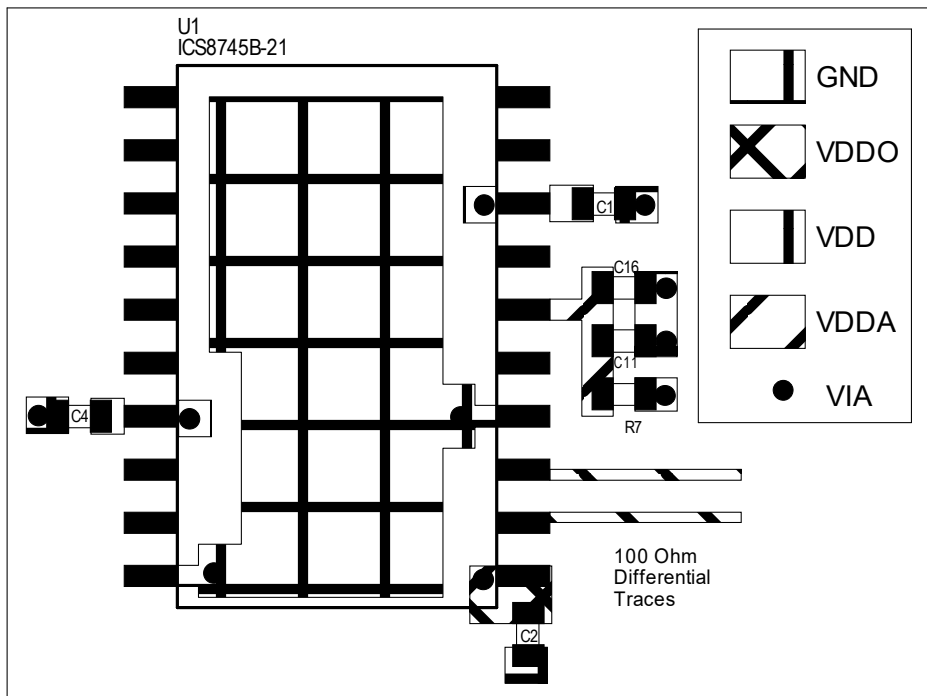 U1
ICS8745B-21
GND
VDDO
VDD
VDDA
VIA
C1
C16
C11
R7
C4
100 Ohm
Differential
Traces
C2